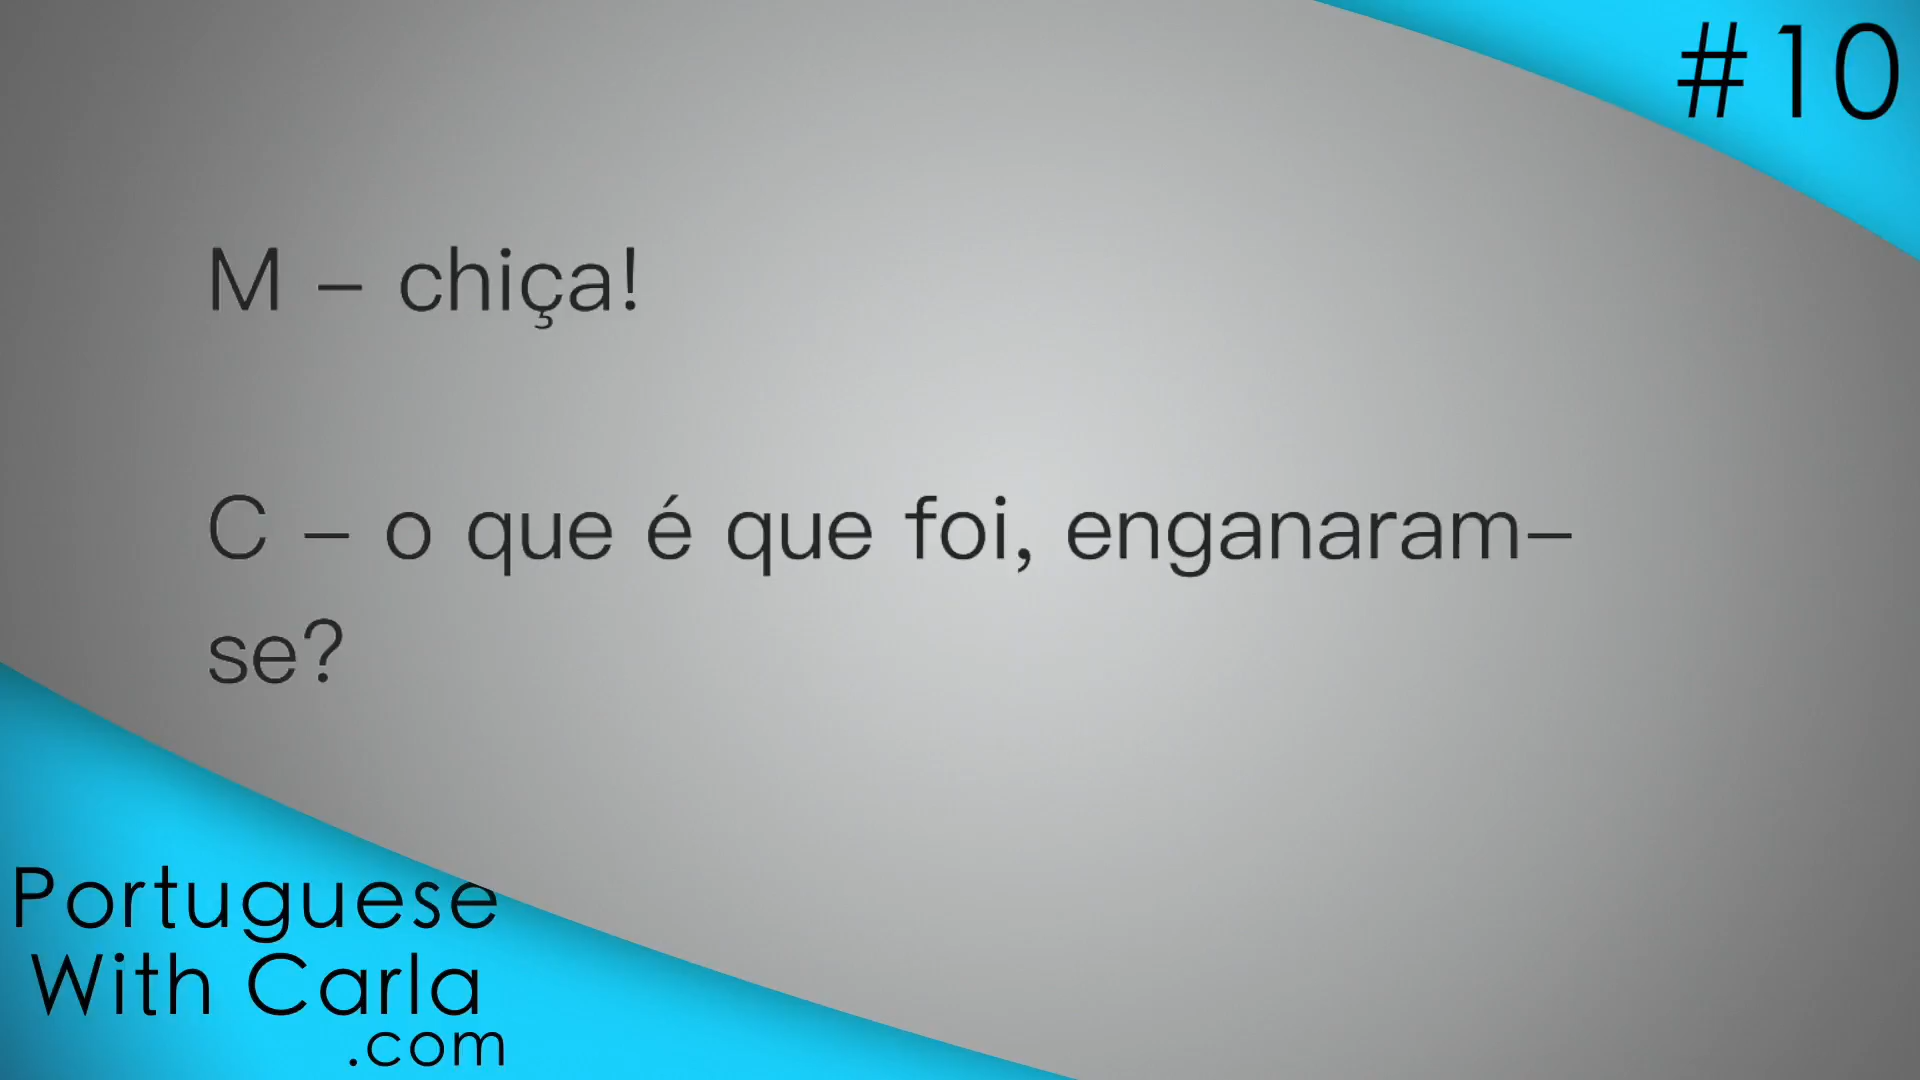 #10
M – chiça!
C – o que é que foi, enganaram-
se?
Portuguese
With Carla
.com